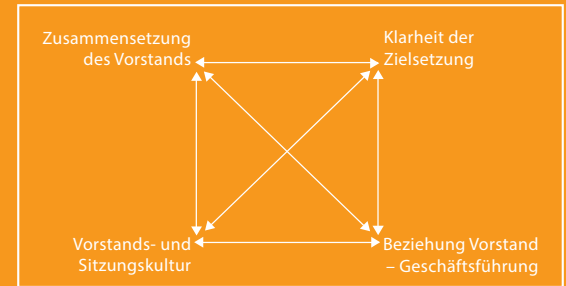 Zusammensetzung
des Vorstands
Klarheit der
Zielsetzung
Vorstands- und
Sitzungskultur
Beziehung Vorstand
– Geschäftsführung